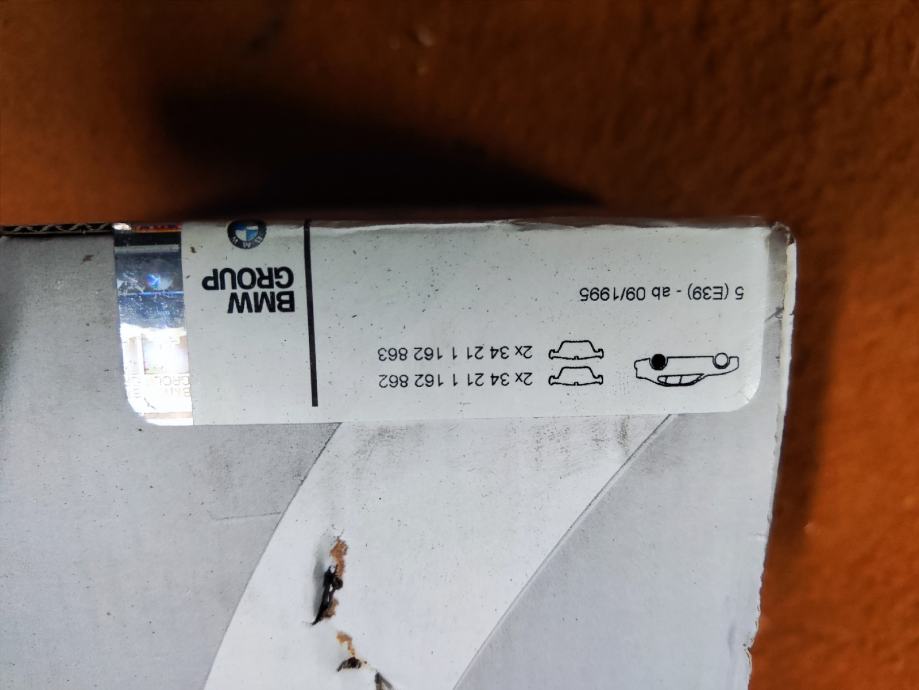 2x 34 21 1 162 862
2x 34 21 1 162 863
5 (E39) - ab 09/1995
BMW
GROUP
BMW